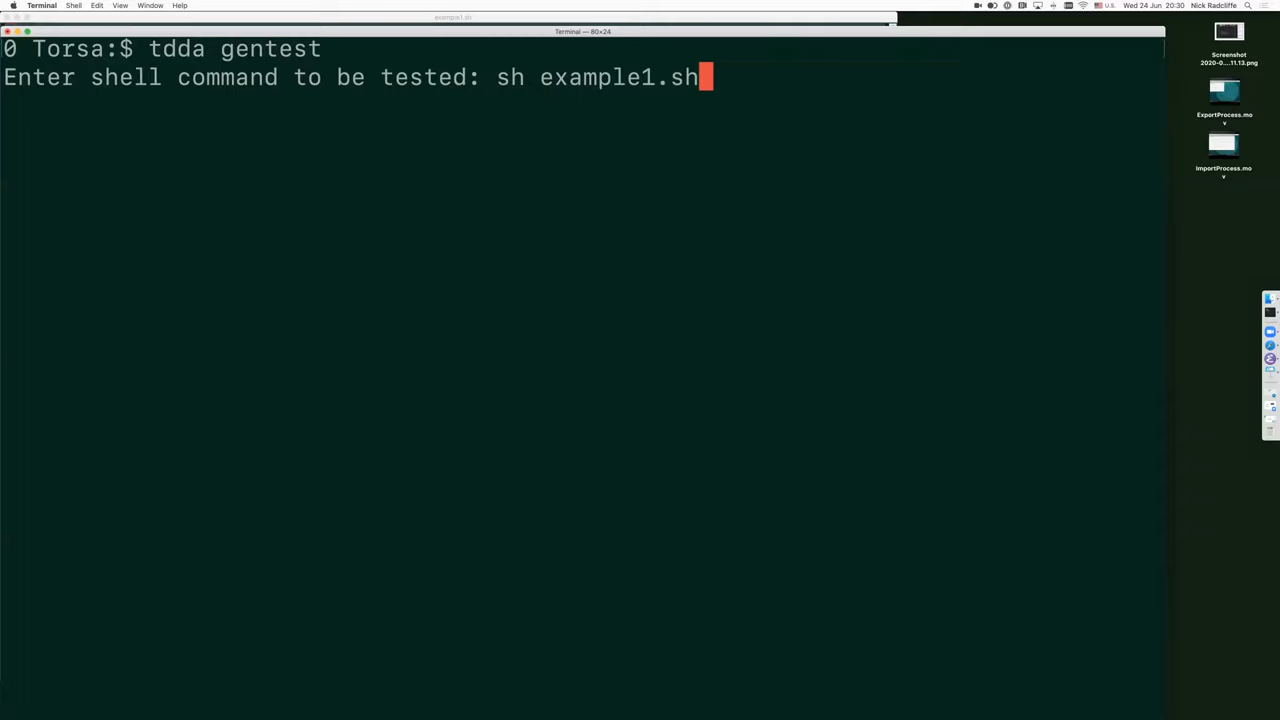 Terminal Shell Edit View Window Help U.S. Wed 24 Jun 20:30 Nick Radcliffe
example1.sh
Terminal — 80×24
0 Torsa:$ tdda gentest
Enter shell command to be tested: sh example1.sh
Screenshot
2020-0....11.13.png
ExportProcess.mo
v
ImportProcess.mo
v